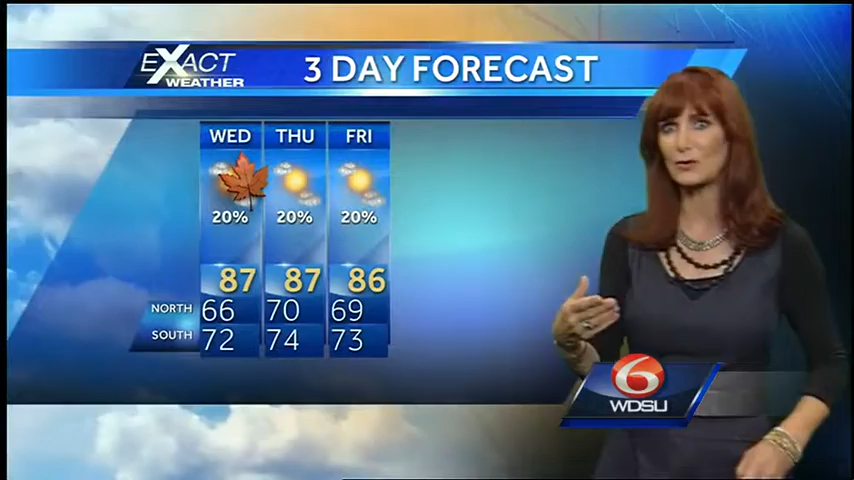 EXACT
WEATHER
3 DAY FORECAST
WED THU FRI
20% 20% 20%
87 87 86
NORTH 66 70 69
SOUTH 72 74 73
6
WDSU